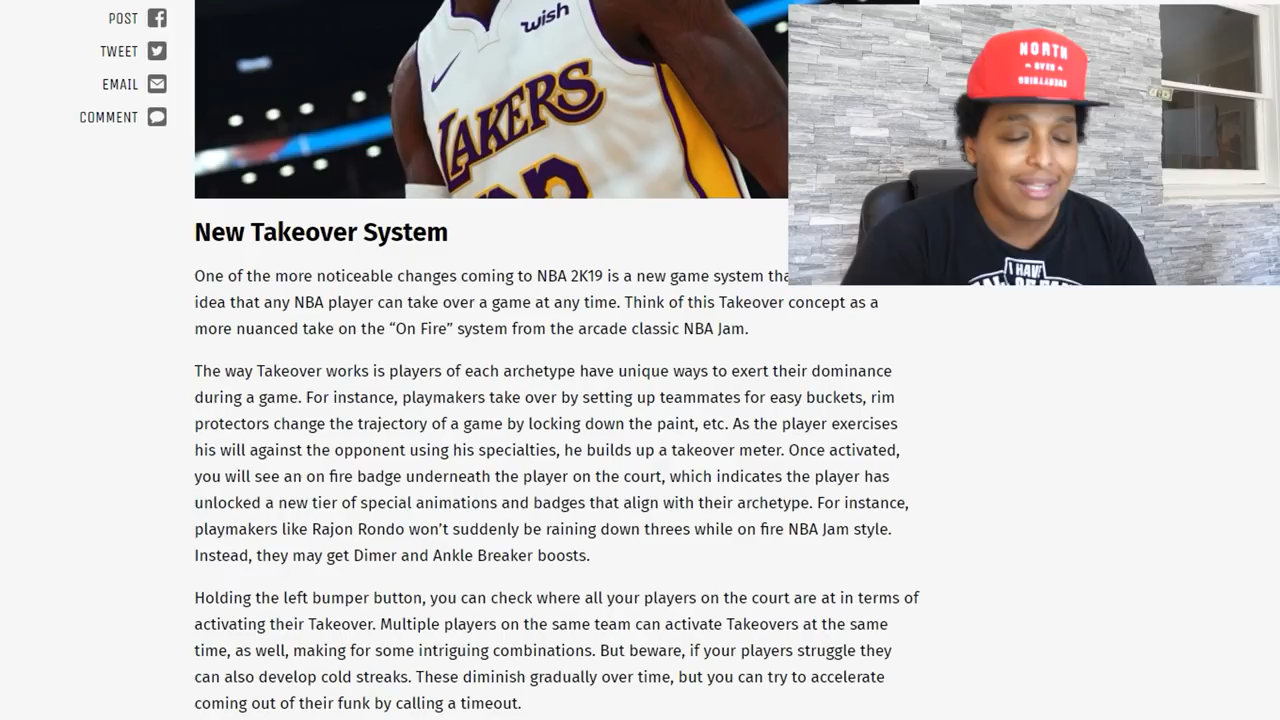 POST
TWEET
EMAIL
COMMENT
wish
LAKERS
NORTH
OVER
EVERYTHING
I HAVE
New Takeover System
One of the more noticeable changes coming to NBA 2K19 is a new game system
idea that any NBA player can take over a game at any time. Think of this Takeover concept as a
more nuanced take on the “On Fire” system from the arcade classic NBA Jam.
The way Takeover works is players of each archetype have unique ways to exert their dominance
during a game. For instance, playmakers take over by setting up teammates for easy buckets, rim
protectors change the trajectory of a game by locking down the paint, etc. As the player exercises
his will against the opponent using his specialties, he builds up a takeover meter. Once activated,
you will see an on fire badge underneath the player on the court, which indicates the player has
unlocked a new tier of special animations and badges that align with their archetype. For instance,
playmakers like Rajon Rondo won’t suddenly be raining down threes while on fire NBA Jam style.
Instead, they may get Dimer and Ankle Breaker boosts.
Holding the left bumper button, you can check where all your players on the court are at in terms of
activating their Takeover. Multiple players on the same team can activate Takeovers at the same
time, as well, making for some intriguing combinations. But beware, if your players struggle they
can also develop cold streaks. These diminish gradually over time, but you can try to accelerate
coming out of their funk by calling a timeout.